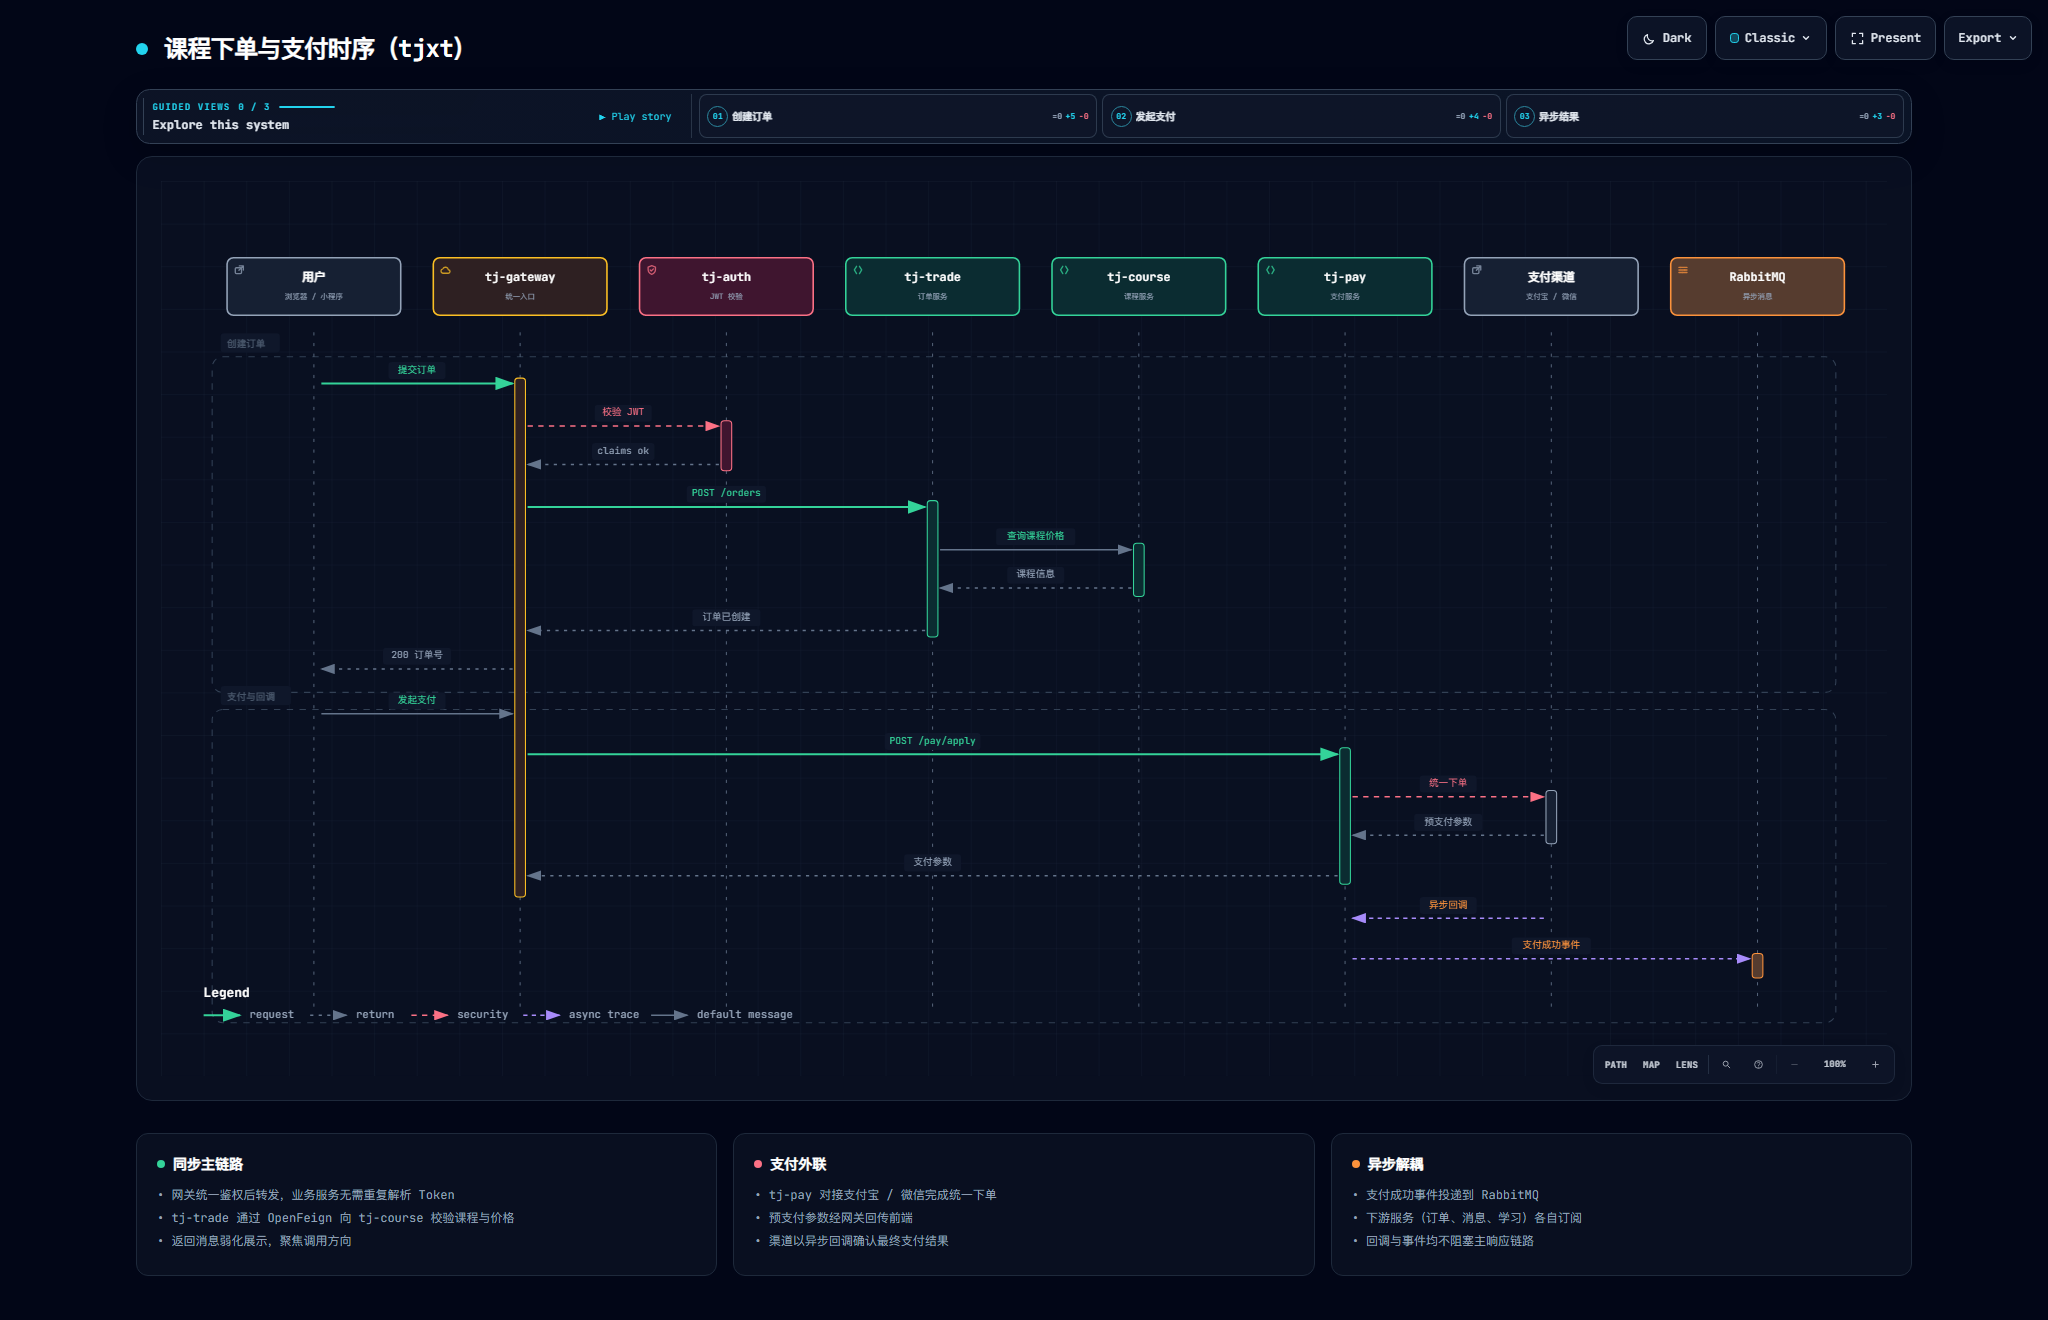 课程下单与支付时序（tjxt）
Dark
Classic
Present
Export
GUIDED VIEWS 0 / 3
Explore this system
▶ Play story
01 创建订单 =0 +5 -0
02 发起支付 =0 +4 -0
03 异步结果 =0 +3 -0
用户
浏览器 / 小程序
tj-gateway
统一入口
tj-auth
JWT 校验
tj-trade
订单服务
tj-course
课程服务
tj-pay
支付服务
支付渠道
支付宝 / 微信
RabbitMQ
异步消息
创建订单
提交订单
校验 JWT
claims ok
POST /orders
查询课程价格
课程信息
订单已创建
200 订单号
支付与回调
发起支付
POST /pay/apply
统一下单
预支付参数
支付参数
异步回调
支付成功事件
Legend
request
return
security
async trace
default message
PATH
MAP
LENS
100%
同步主链路
• 网关统一鉴权后转发，业务服务无需重复解析 Token
• tj-trade 通过 OpenFeign 向 tj-course 校验课程与价格
• 返回消息弱化展示，聚焦调用方向
支付外联
• tj-pay 对接支付宝 / 微信完成统一下单
• 预支付参数经网关回传前端
• 渠道以异步回调确认最终支付结果
异步解耦
• 支付成功事件投递到 RabbitMQ
• 下游服务（订单、消息、学习）各自订阅
• 回调与事件均不阻塞主响应链路